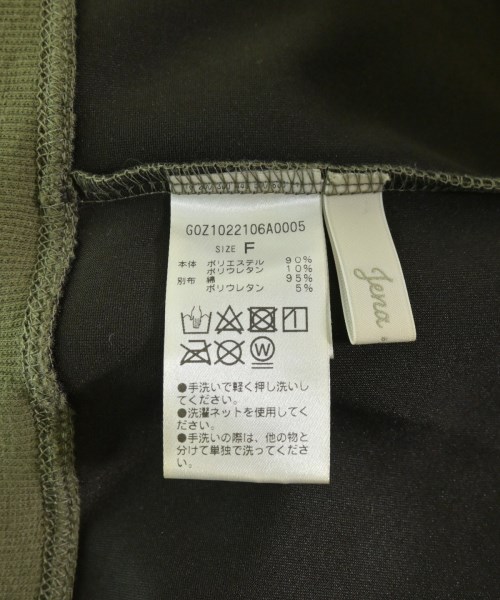 G0Z1022106A0005
SIZE F
本体 ポリエステル 90%
ポリウレタン 10%
別布 綿 95%
ポリウレタン 5%
W
●手洗いで軽く押し洗いし
てください。
●洗濯ネットを使用してく
ださい。
●手洗いの際は、他の物と
分けて単独で洗ってくださ
い。
Jena